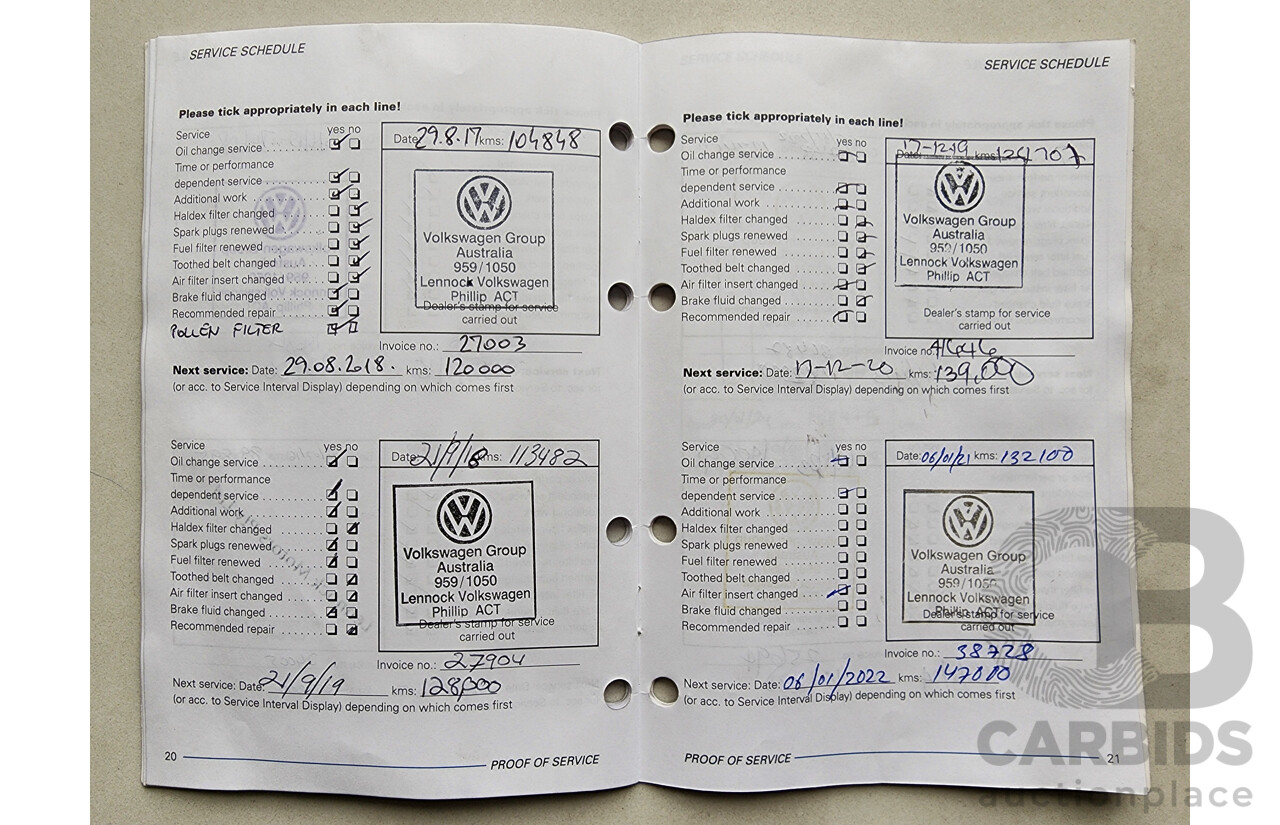 SERVICE SCHEDULE
Please tick appropriately in each line!
Service yes no
Oil change service
Time or performance
dependent service
Additional work
Haldex filter changed
Spark plugs renewed
Fuel filter renewed
Toothed belt changed
Air filter insert changed
Brake fluid changed
Recommended repair
POLLEN FILTER
Date: 29.8.17 kms: 104848
Volkswagen Group
Australia
959/1050
Lennock Volkswagen
Phillip ACT
Dealer's stamp for service
carried out
Invoice no.: 27003
Next service: Date: 29.08.2018. kms: 120000
(or acc. to Service Interval Display) depending on which comes first
Service yes no
Oil change service
Time or performance
dependent service
Additional work
Haldex filter changed
Spark plugs renewed
Fuel filter renewed
Toothed belt changed
Air filter insert changed
Brake fluid changed
Recommended repair
Date: 21/9/18 kms: 113482
Volkswagen Group
Australia
959/1050
Lennock Volkswagen
Phillip ACT
Dealer's stamp for service
carried out
Invoice no.: 27904
Next service: Date: 21/9/19 kms: 128,000
(or acc. to Service Interval Display) depending on which comes first
20 PROOF OF SERVICE
SERVICE SCHEDULE
Please tick appropriately in each line!
Service yes no
Oil change service
Time or performance
dependent service
Additional work
Haldex filter changed
Spark plugs renewed
Fuel filter renewed
Toothed belt changed
Air filter insert changed
Brake fluid changed
Recommended repair
Date: 17-12-19 kms:
Volkswagen Group
Australia
959/1050
Lennock Volkswagen
Phillip ACT
Dealer's stamp for service
carried out
Invoice no.: 41646
Next service: Date: 17-12-20 kms: 139,000
(or acc. to Service Interval Display) depending on which comes first
Service yes no
Oil change service
Time or performance
dependent service
Additional work
Haldex filter changed
Spark plugs renewed
Fuel filter renewed
Toothed belt changed
Air filter insert changed
Brake fluid changed
Recommended repair
Date: 06/01/21 kms: 132100
Volkswagen Group
Australia
959/1050
Lennock Volkswagen
Phillip ACT
Dealer's stamp for service
carried out
Invoice no.: 38728
Next service: Date: 06/01/2022 kms: 147000
(or acc. to Service Interval Display) depending on which comes first
PROOF OF SERVICE 21
CARBIDS
auctionplace